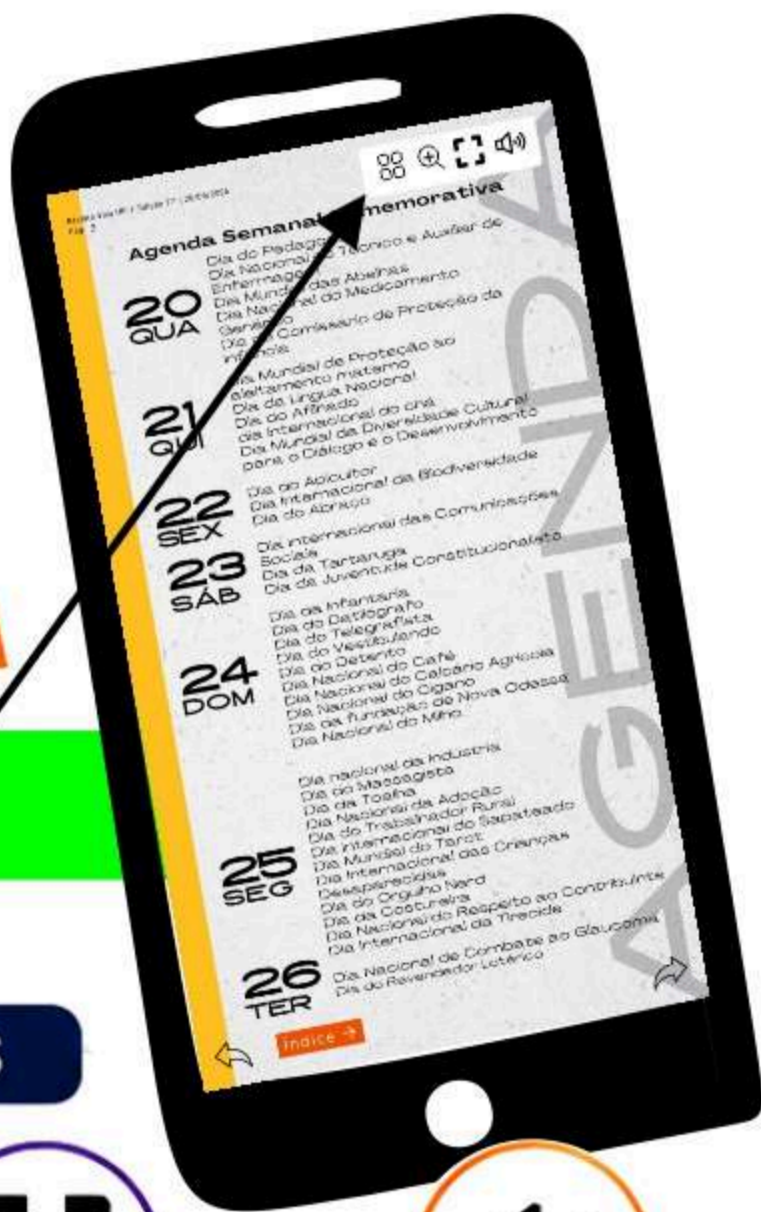 Pág. 2
Agenda Semanal memorativa
20
QUA
Dia do Pedagog
Dia Nacional do Técnico e Auxiliar de
Enfermage
Dia Mundial das Abelhas
Dia Nacional do Medicamento
Genérico
Dia do Comissário de Proteção da
Infância
21
QUI
Dia Mundial de Proteção ao
aleitamento materno
Dia da Língua Nacional
Dia do Afilhado
dia Internacional do chá
Dia Mundial da Diversidade Cultural
para o Diálogo e o Desenvolvimento
22
SEX
Dia do Apicultor
Dia Internacional da Biodiversidade
Dia do Abraço
23
SÁB
Dia internacional das Comunicações
Sociais
Dia da Tartaruga
Dia da Juventude Constitucionalista
24
DOM
Dia da Infantaria
Dia do Datilógrafo
Dia do Telegrafista
Dia do Vestibulando
Dia do Detento
Dia Nacional do Café
Dia Nacional do Calcário Agrícola
Dia Nacional do Cigano
Dia da fundação de Nova Odessa
Dia Nacional do Milho
25
SEG
Dia nacional da Industria
Dia do Massagista
Dia da Toalha
Dia Nacional da Adoção
Dia do Trabalhador Rural
Dia internacional do Sapateado
Dia Mundial do Tarot
Dia Internacional das Crianças
Desaparecidas
Dia do Orgulho Nerd
Dia da Costureira
Dia Nacional do Respeito ao Contribuinte
Dia Internacional da Tireoide
26
TER
Dia Nacional de Combate ao Glaucoma
Dia do Revendedor Lotérico
índice →
AGENDA
S